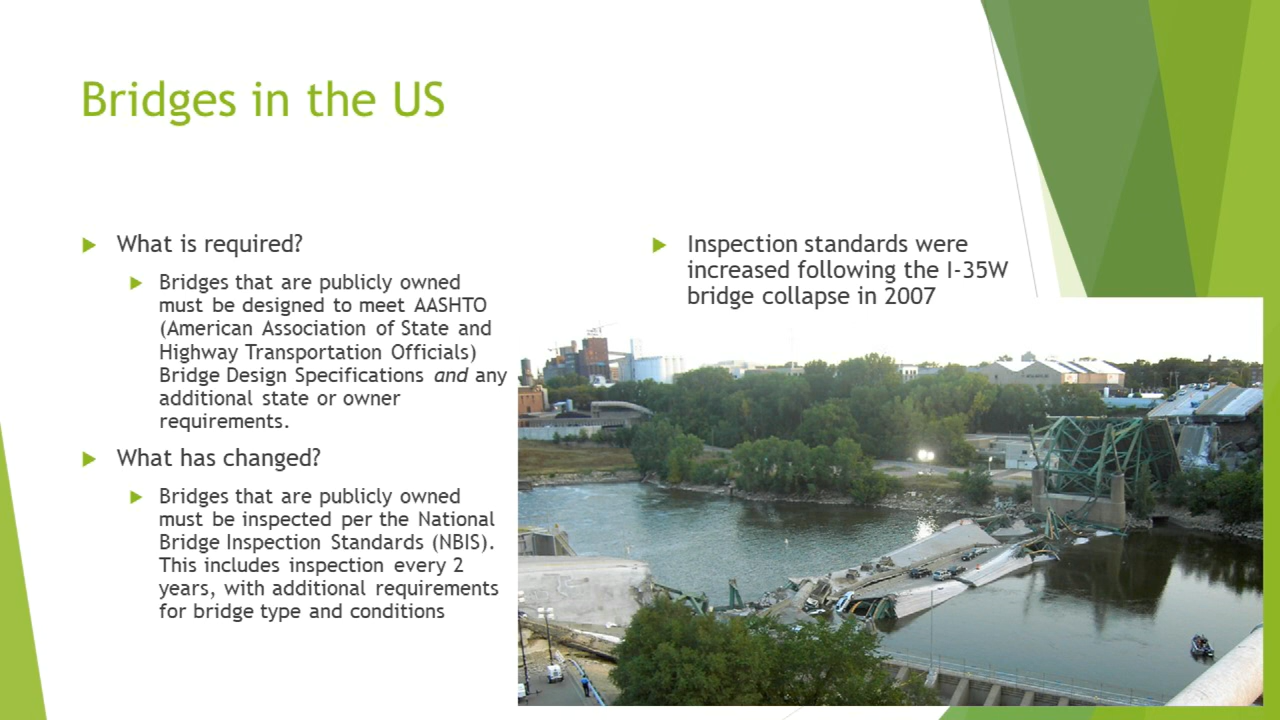 Bridges in the US
What is required?
Bridges that are publicly owned
must be designed to meet AASHTO
(American Association of State and
Highway Transportation Officials)
Bridge Design Specifications and any
additional state or owner
requirements.
What has changed?
Bridges that are publicly owned
must be inspected per the National
Bridge Inspection Standards (NBIS).
This includes inspection every 2
years, with additional requirements
for bridge type and conditions
Inspection standards were
increased following the I-35W
bridge collapse in 2007